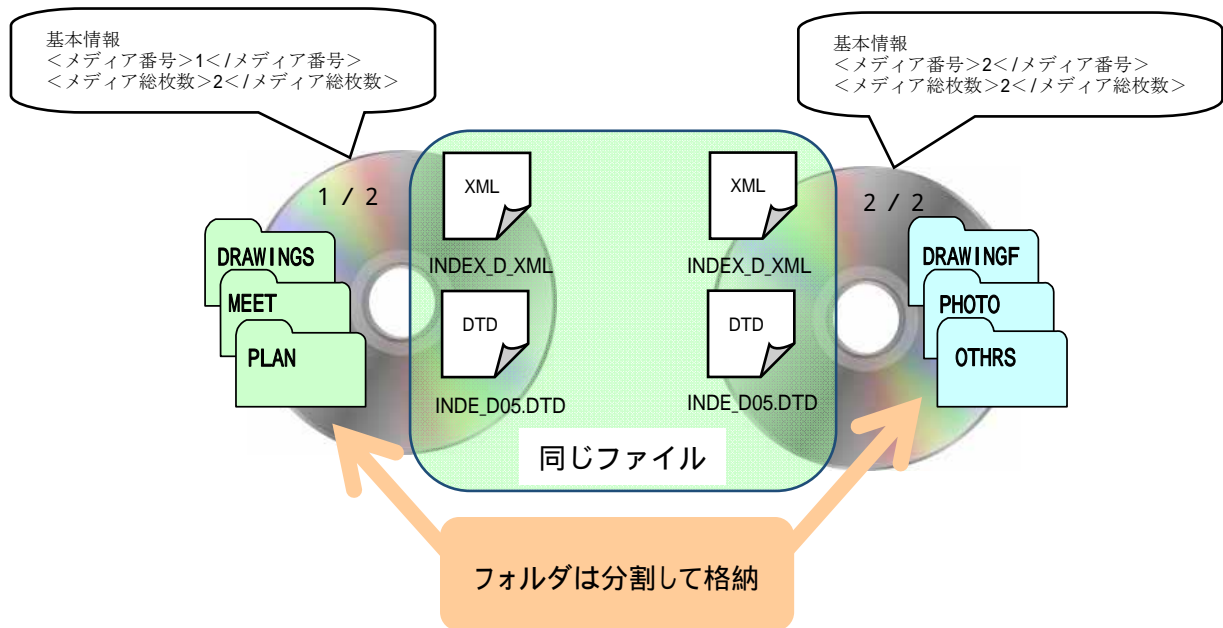 基本情報
<メディア番号>1</メディア番号>
<メディア総枚数>2</メディア総枚数>
基本情報
<メディア番号>2</メディア番号>
<メディア総枚数>2</メディア総枚数>
1 / 2
DRAWINGS
MEET
PLAN
XML
INDEX_D_XML
DTD
INDE_D05.DTD
XML
INDEX_D_XML
DTD
INDE_D05.DTD
2 / 2
DRAWINGF
PHOTO
OTHRS
同じファイル
フォルダは分割して格納